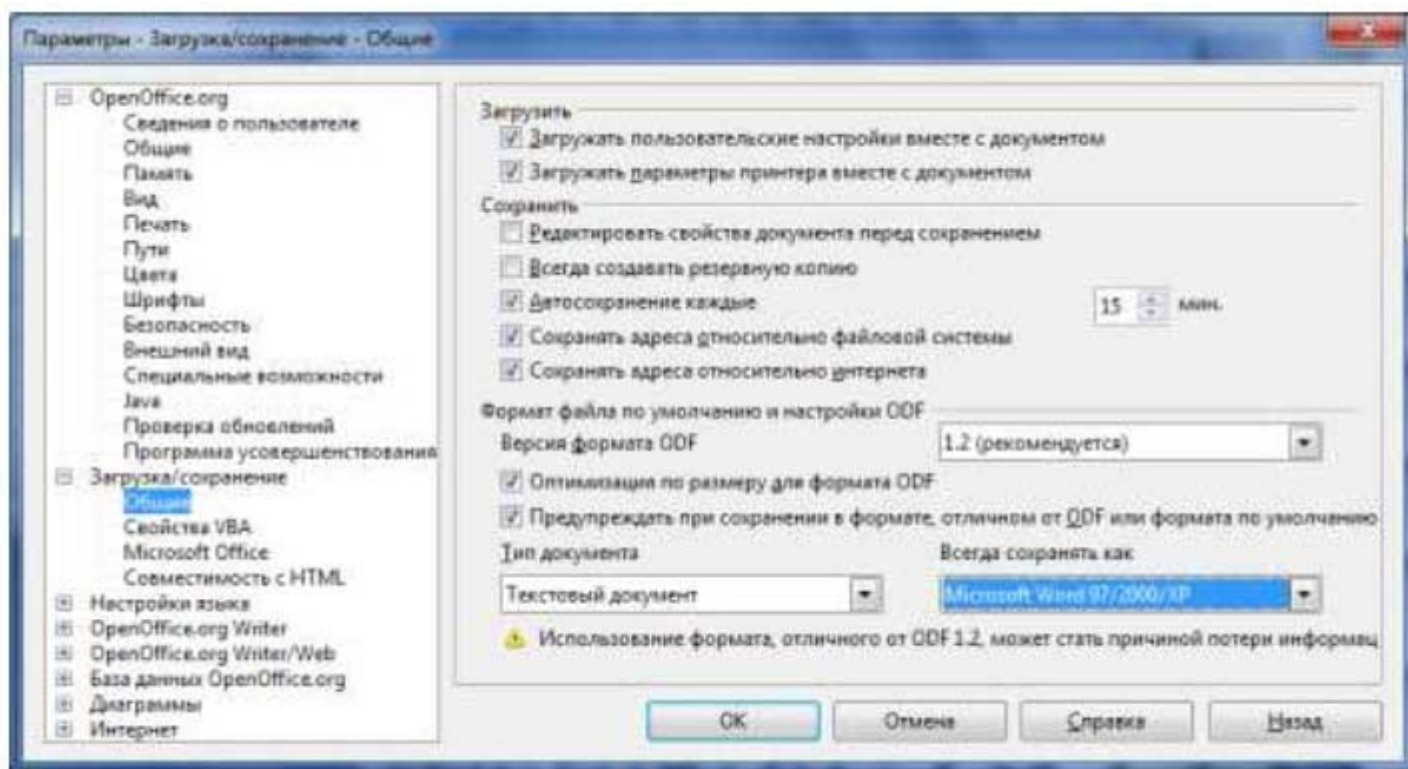 Параметры - Загрузка/сохранение - Общие
OpenOffice.org
Сведения о пользователе
Общие
Память
Вид
Печать
Пути
Цвета
Шрифты
Безопасность
Внешний вид
Специальные возможности
Java
Проверка обновлений
Программа усовершенствования
Загрузка/сохранение
Общие
Свойства VBA
Microsoft Office
Совместимость с HTML
Настройки языка
OpenOffice.org Writer
OpenOffice.org Writer/Web
База данных OpenOffice.org
Диаграммы
Интернет
Загрузить
Загружать пользовательские настройки вместе с документом
Загружать параметры принтера вместе с документом
Сохранить
Редактировать свойства документа перед сохранением
Всегда создавать резервную копию
Автосохранение каждые 15 мин.
Сохранять адреса относительно файловой системы
Сохранять адреса относительно интернета
Формат файла по умолчанию и настройки ODF
Версия формата ODF 1.2 (рекомендуется)
Оптимизация по размеру для формата ODF
Предупреждать при сохранении в формате, отличном от ODF или формата по умолчанию
Тип документа Всегда сохранять как
Текстовый документ Microsoft Word 97/2000/XP
Использование формата, отличного от ODF 1.2, может стать причиной потери информац
OK Отмена Справка Назад